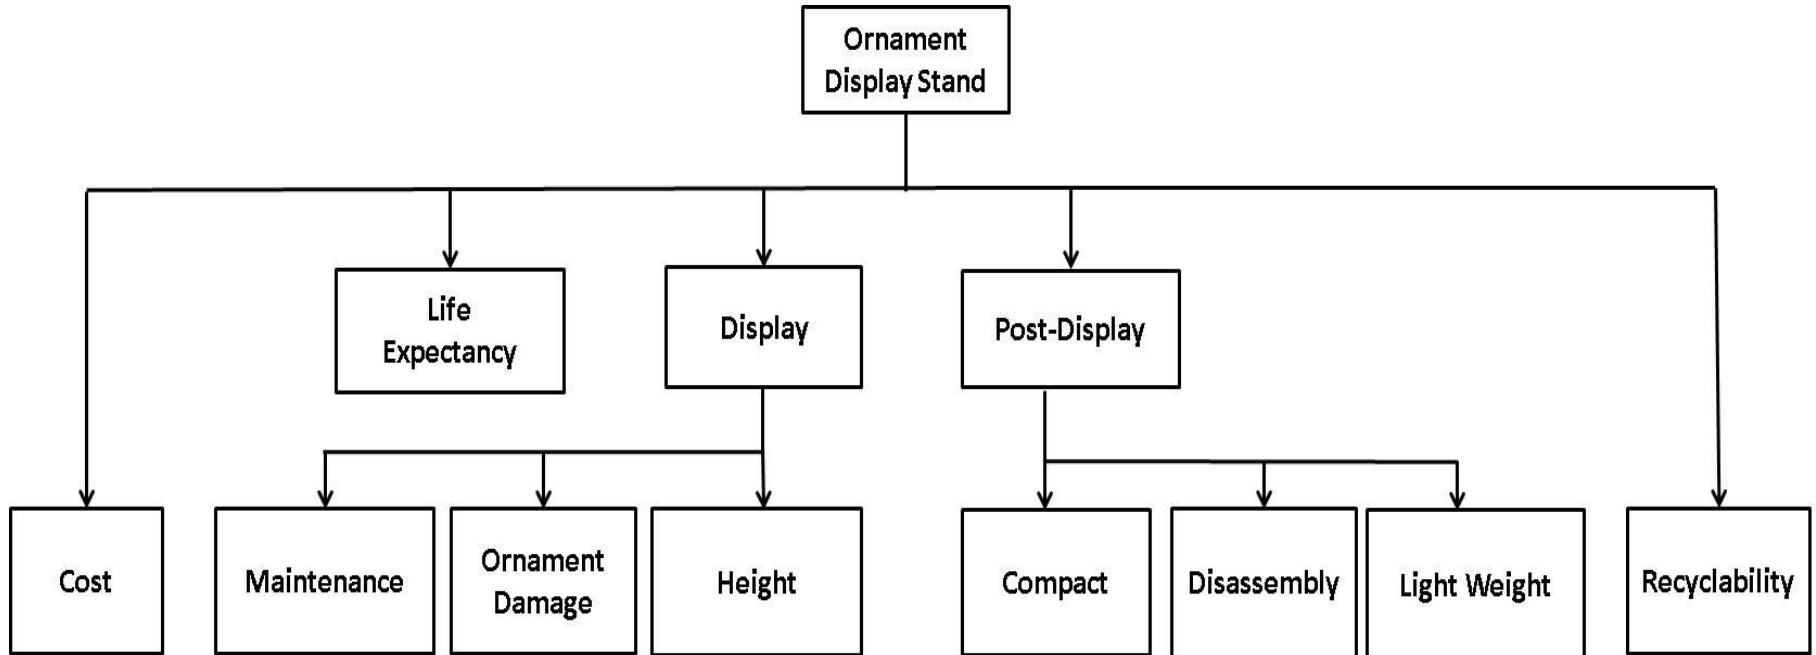 Ornament
Display Stand
Life
Expectancy
Display
Post-Display
Cost
Maintenance
Ornament
Damage
Height
Compact
Disassembly
Light Weight
Recyclability